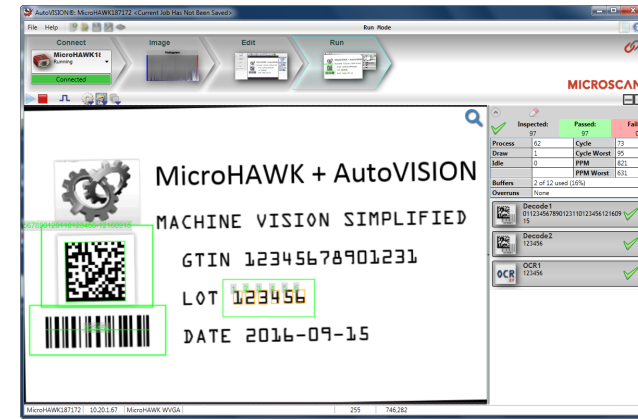 AutoVISION®: MicroHAWK187172 <Current Job Has Not Been Saved>
File Help
Run Mode
Connect
Image
Edit
Run
MicroHAWK1
Running
Connected
MICROSCAN
MicroHAWK + AutoVISION
MACHINE VISION SIMPLIFIED
GTIN 12345678901231
LOT 123456
DATE 2016-09-15
Inspected: Passed: Fail
97 97 0
Process 62 Cycle 73
Draw 1 Cycle Worst 95
Idle 0 PPM 821
PPM Worst 631
Buffers 2 of 12 used (16%)
Overruns None
Decode1
011234567890123110123456121609
15
Decode2
123456
OCR1
123456
OCR
MicroHAWK187172 10.20.1.67 MicroHAWK WVGA 255 746,282